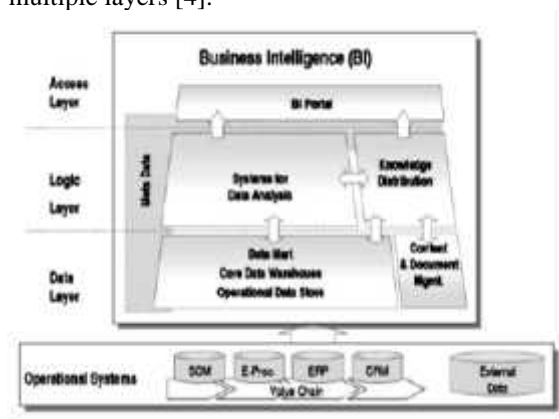 multiple layers [4].
Business Intelligence (BI)
Access
Layer
BI Portal
Meta Data
Logic
Layer
Systems for
Data Analysis
Knowledge
Distribution
Data
Layer
Data Mart
Core Data Warehouse
Operational Data Store
Content
& Document
Mgmt.
Operational Systems
SCM
E-Proc.
ERP
CRM
Value Chain
External
Data